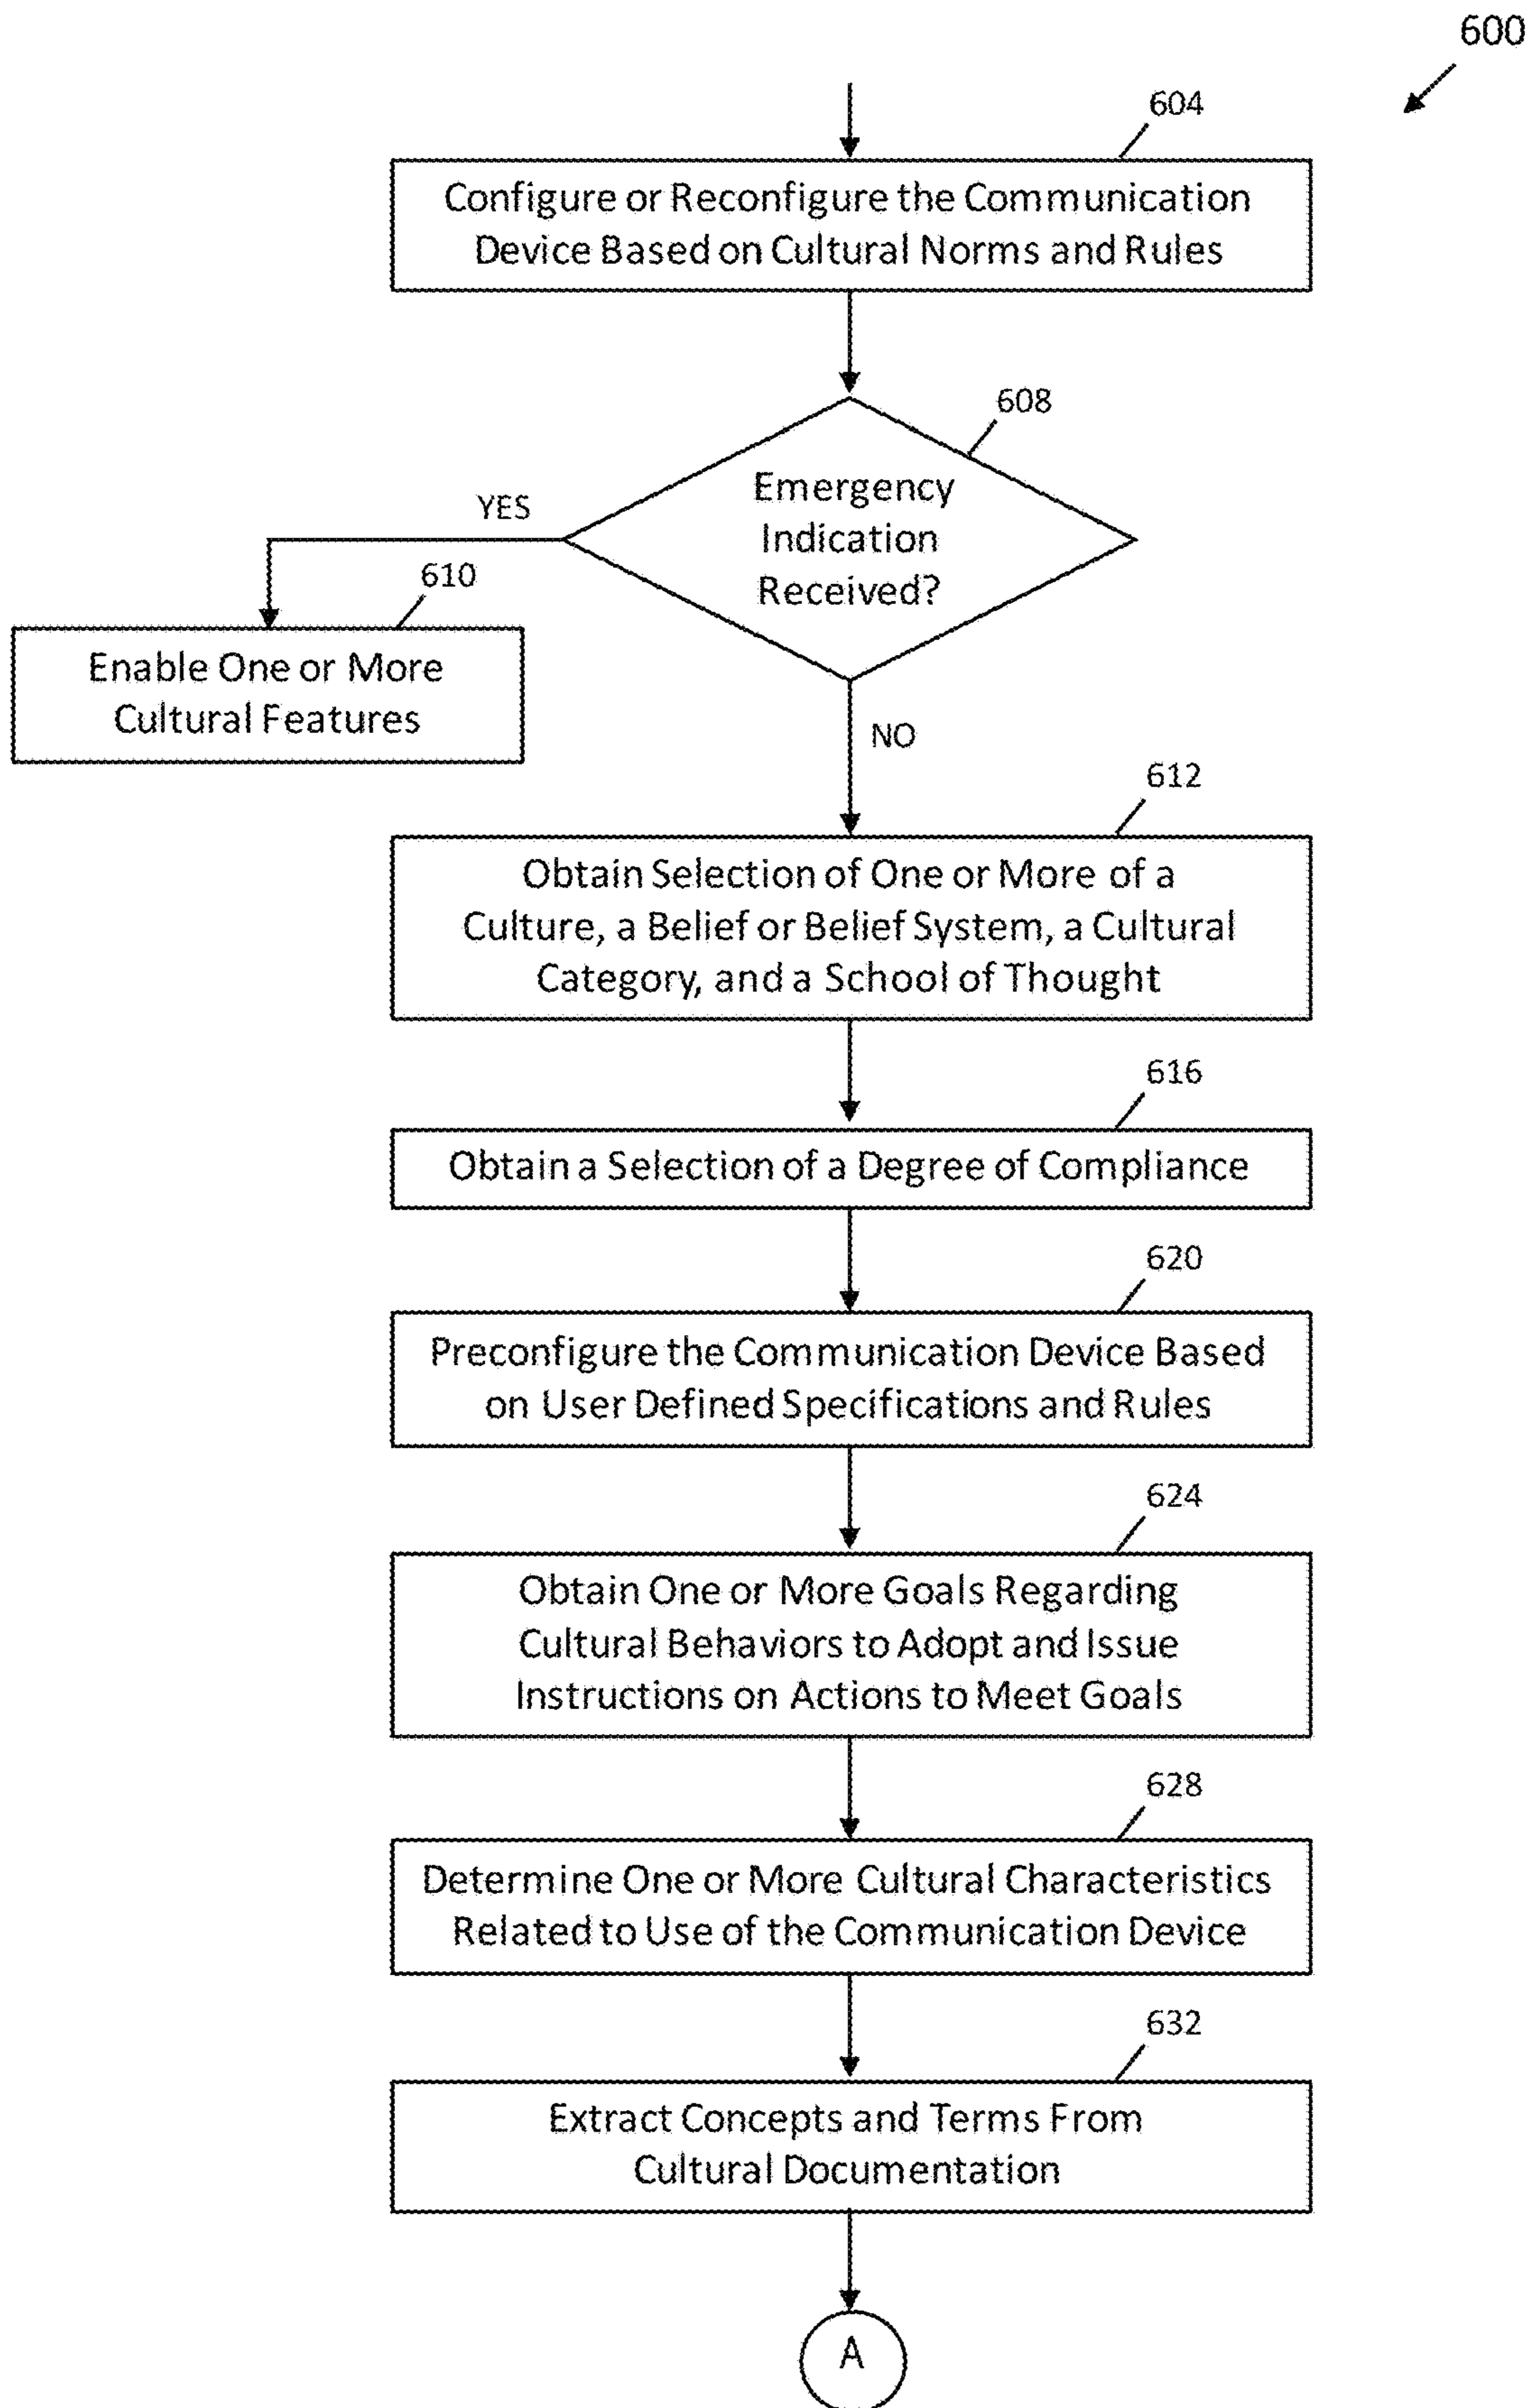 600
604
Configure or Reconfigure the Communication
Device Based on Cultural Norms and Rules
608
Emergency
Indication
Received?
YES
610
Enable One or More
Cultural Features
NO
612
Obtain Selection of One or More of a
Culture, a Belief or Belief System, a Cultural
Category, and a School of Thought
616
Obtain a Selection of a Degree of Compliance
620
Preconfigure the Communication Device Based
on User Defined Specifications and Rules
624
Obtain One or More Goals Regarding
Cultural Behaviors to Adopt and Issue
Instructions on Actions to Meet Goals
628
Determine One or More Cultural Characteristics
Related to Use of the Communication Device
632
Extract Concepts and Terms From
Cultural Documentation
A